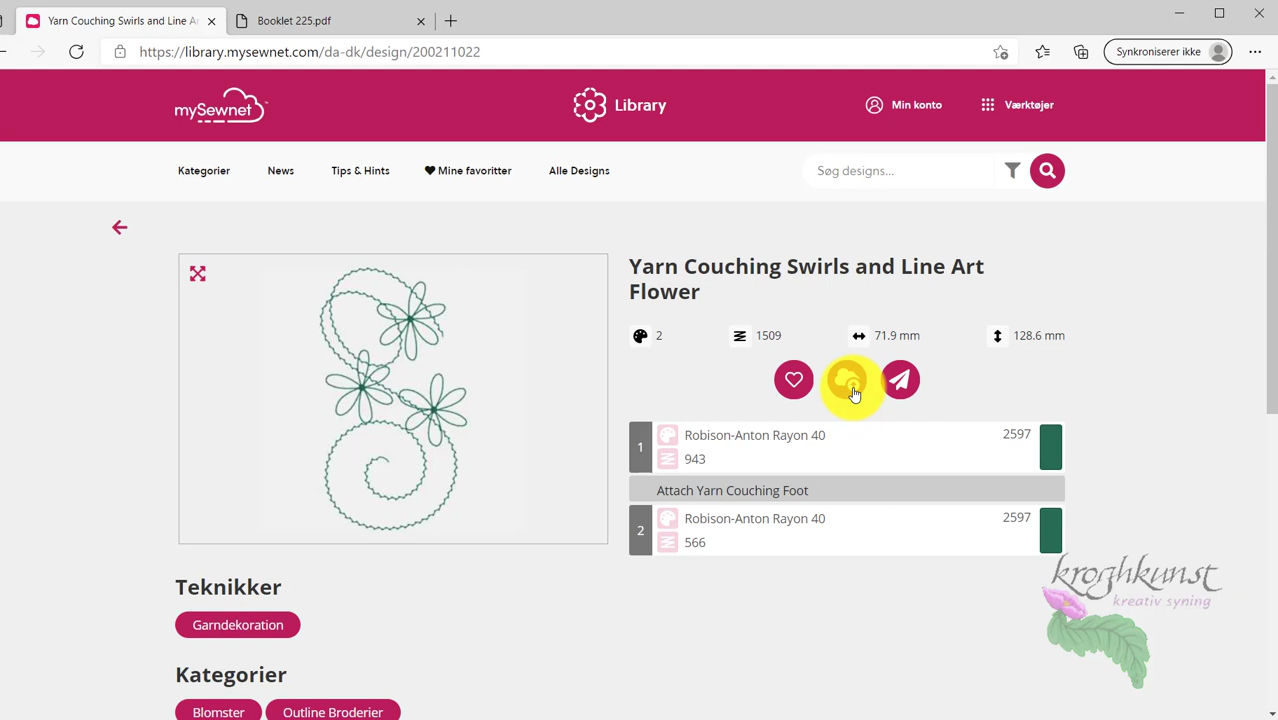 Yarn Couching Swirls and Line Ar
Booklet 225.pdf
https://library.mysewnet.com/da-dk/design/200211022
Synkroniserer ikke
mySewnet™
Library
Min konto
Værktøjer
Kategorier
News
Tips & Hints
Mine favoritter
Alle Designs
Søg designs...
Yarn Couching Swirls and Line Art
Flower
2
1509
71.9 mm
128.6 mm
1
Robison-Anton Rayon 40
2597
943
Attach Yarn Couching Foot
2
Robison-Anton Rayon 40
2597
566
Teknikker
Garndekoration
Kategorier
Blomster
Outline Broderier
kroghkunst
kreativ syning